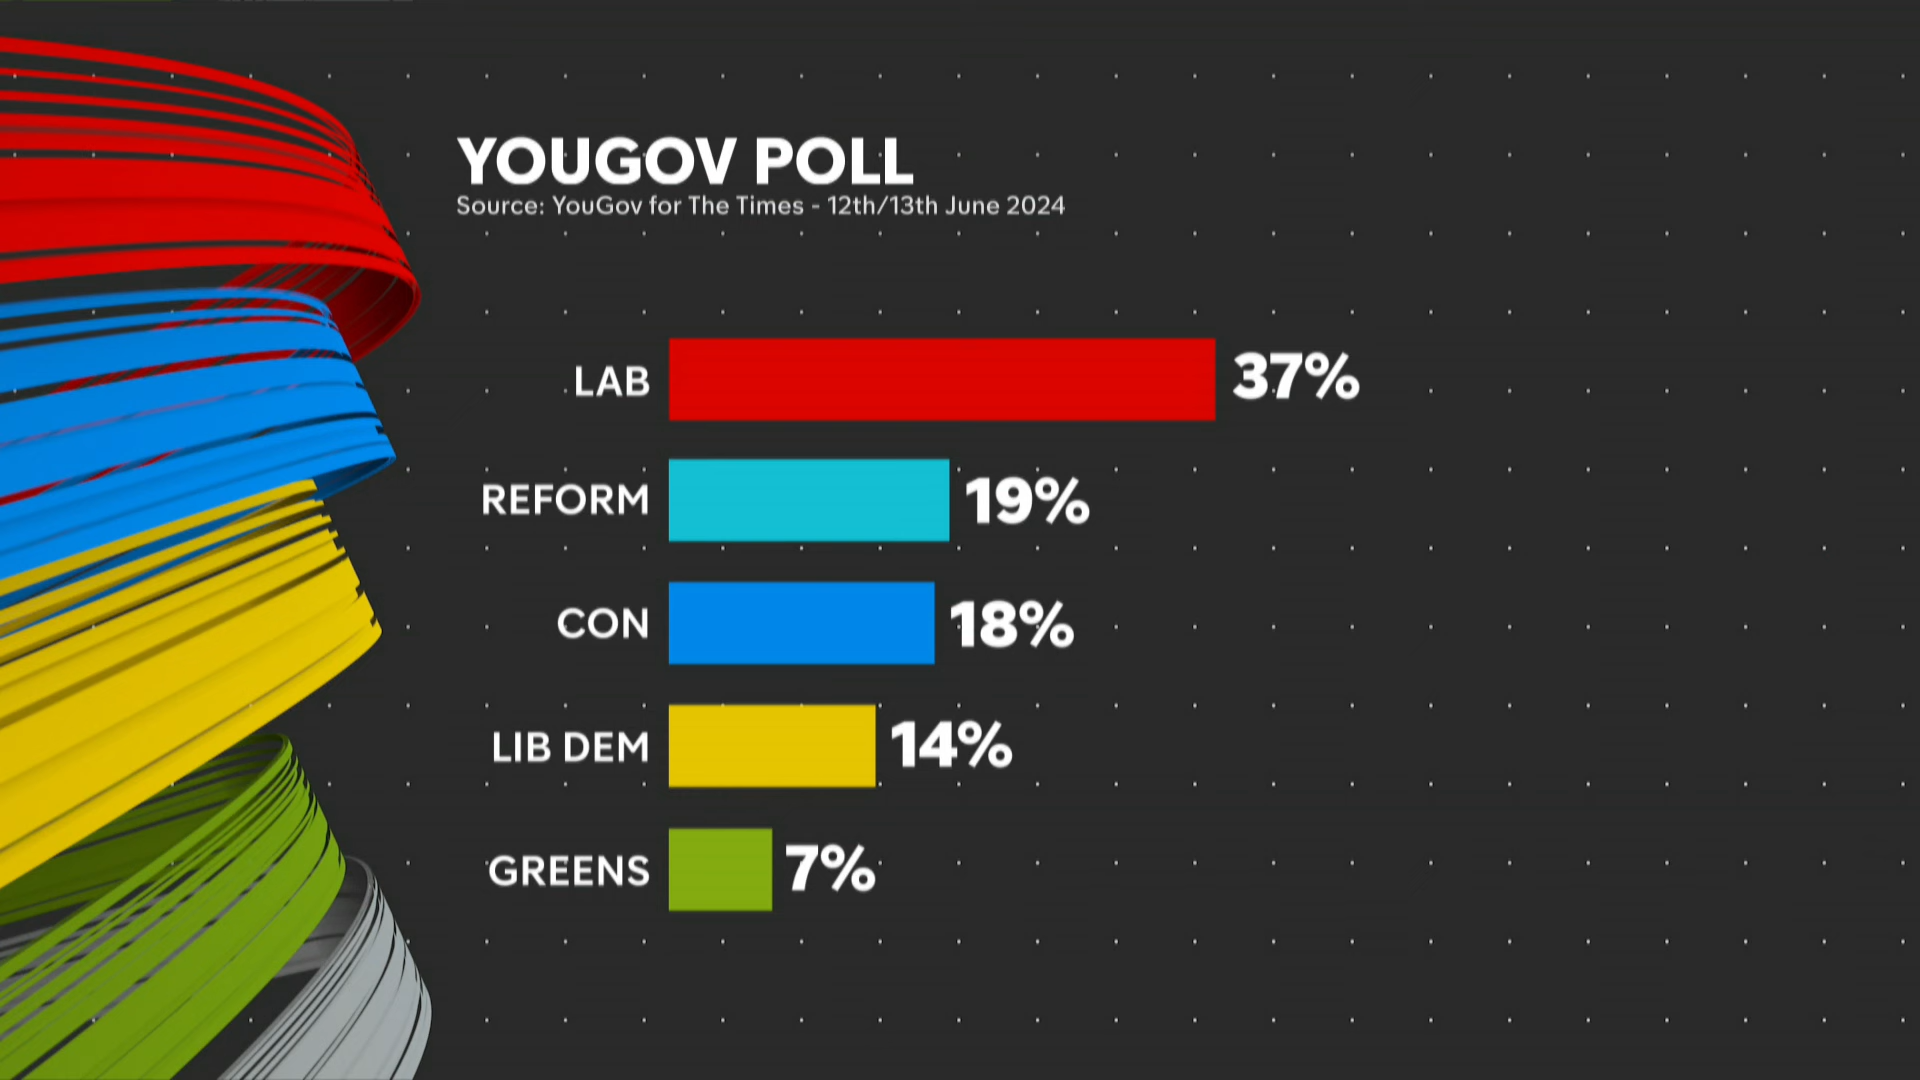 YOUGOV POLL
Source: YouGov for The Times - 12th/13th June 2024
LAB 37%
REFORM 19%
CON 18%
LIB DEM 14%
GREENS 7%